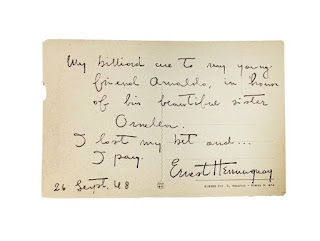 My billiard cue to my young
friend Arnaldo, in honor
of his beautiful sister
Ornella.
I lost my bet and...
I pay.
Ernest Hemingway
26 Sept. 48